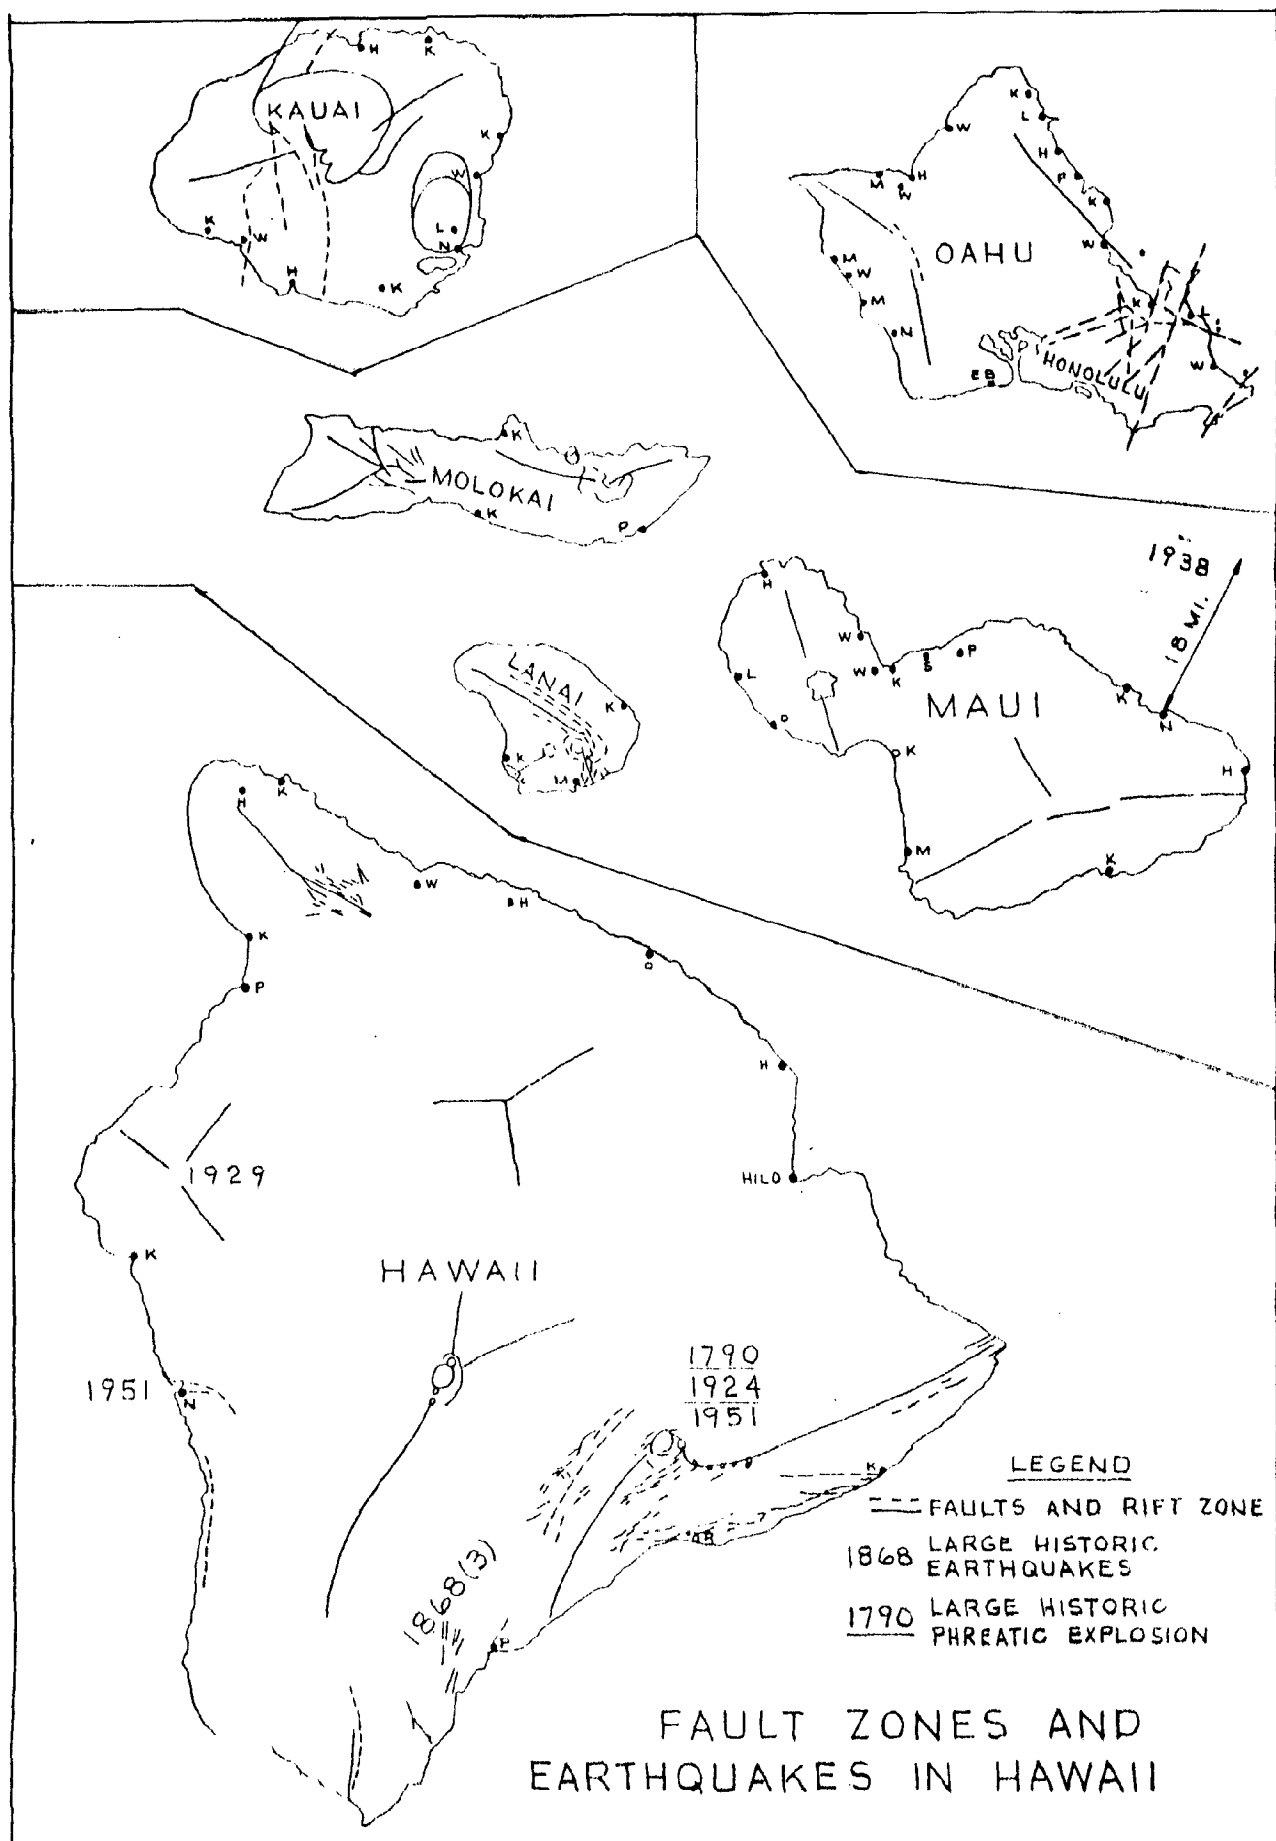 H
K
KAUAI
K
W
K
L
W
N
H
K
K
L
W
H
H
P
M
W
K
OAHU
W
M
W
M
K
L
N
HONOLULU
W
EB
K
MOLOKAI
K
P
1938
18 MI.
H
W
P
S
LANAI
L
W
K
K
MAUI
K
N
K
K
H
K
M
M
K
K
H
W
H
K
P
H
1929
HILO
K
HAWAII
1790
1924
1951
1951
N
K
LEGEND
FAULTS AND RIFT ZONE
1868 LARGE HISTORIC
EARTHQUAKES
1868(3)
1790 LARGE HISTORIC
PHREATIC EXPLOSION
P
FAULT ZONES AND
EARTHQUAKES IN HAWAII